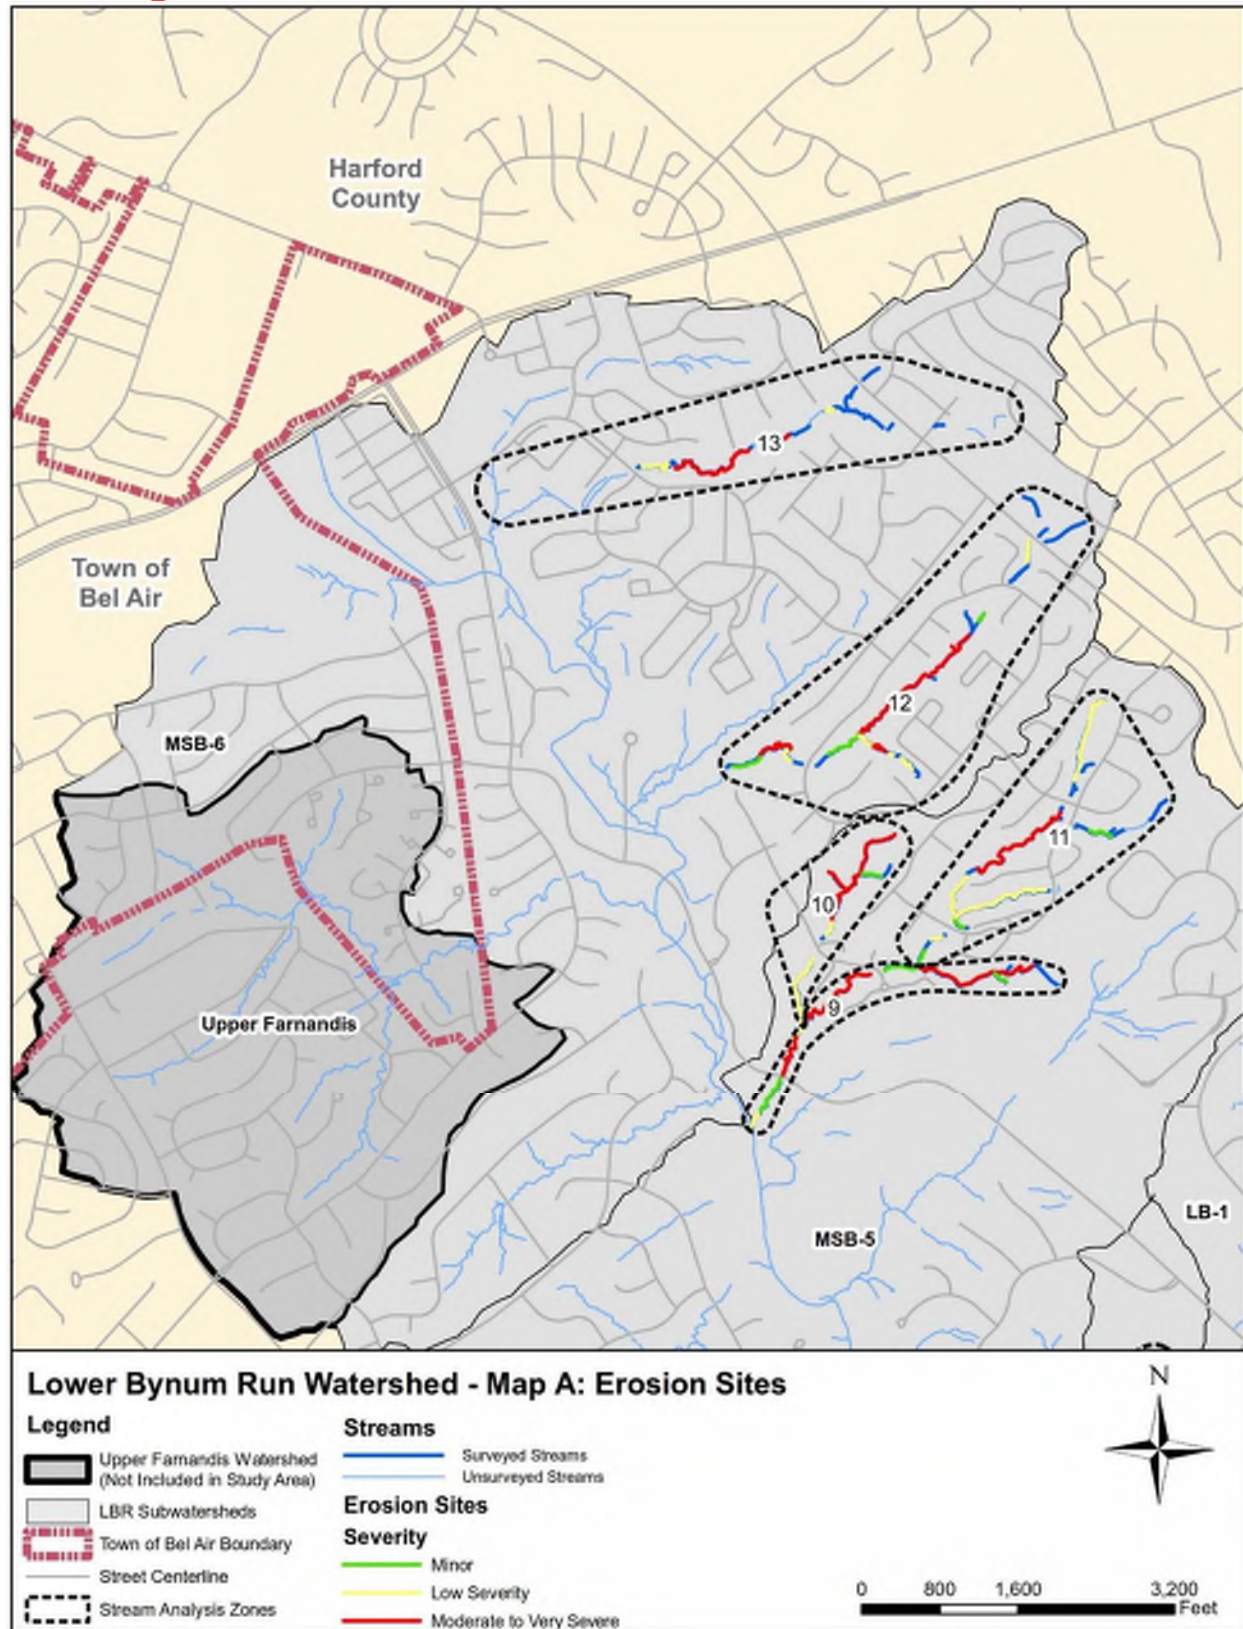 Harford
County
13
Town of
Bel Air
12
MSB-6
11
10
9
Upper Farnandis
LB-1
MSB-5
Lower Bynum Run Watershed - Map A: Erosion Sites
N
Legend
Upper Farnandis Watershed
(Not Included in Study Area)
LBR Subwatersheds
Town of Bel Air Boundary
Street Centerline
Stream Analysis Zones
Streams
Surveyed Streams
Unsurveyed Streams
Erosion Sites
Severity
Minor
Low Severity
Moderate to Very Severe
0 800 1,600 3,200
Feet